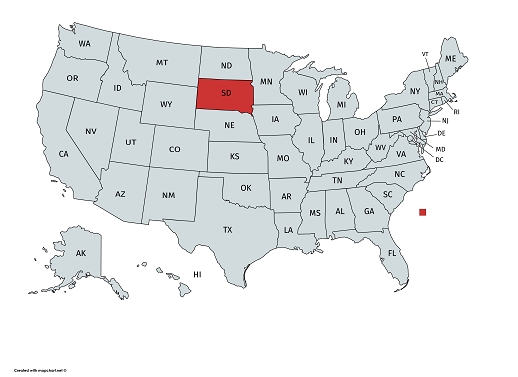 WA
MT
ND
MN
OR
ID
SD
WI
MI
VT
NH
ME
MA
CT
RI
NY
WY
NE
IA
PA
NJ
NV
UT
CO
KS
MO
IL
IN
OH
WV
VA
DE
MD
DC
CA
AZ
NM
OK
AR
KY
TN
NC
SC
TX
LA
MS
AL
GA
FL
AK
HI
Created with mapchart.net ©